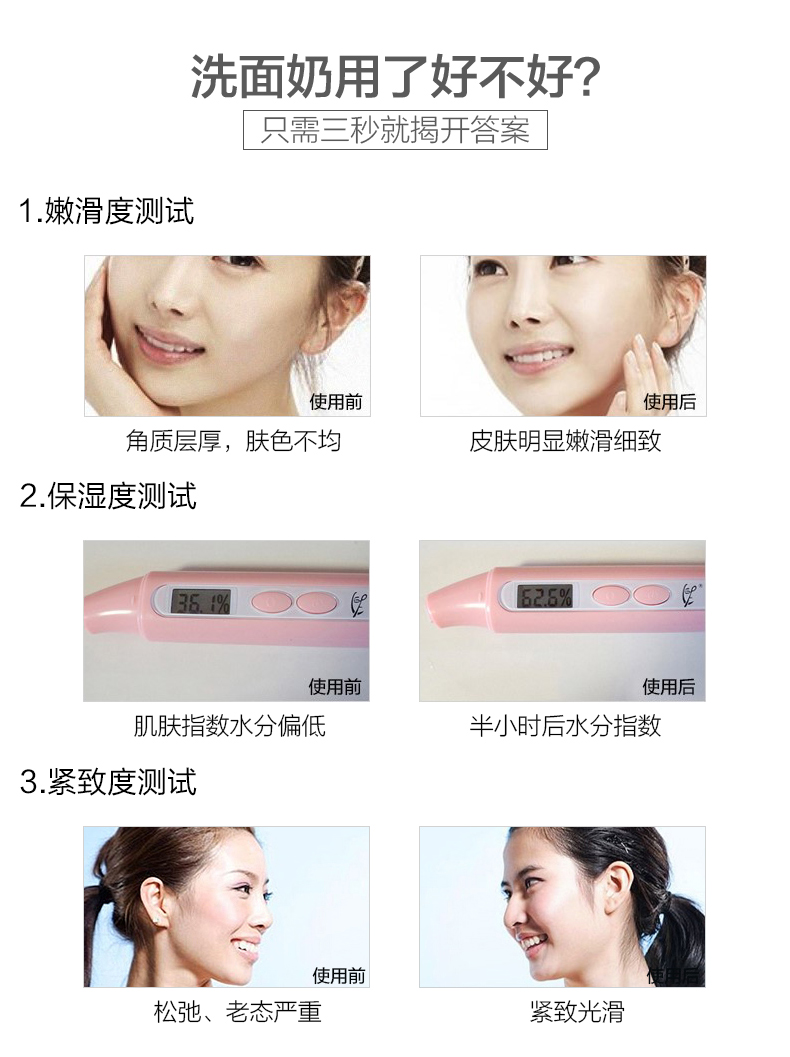 洗面奶用了好不好？
只需三秒就揭开答案
1.嫩滑度测试
使用前
使用后
角质层厚，肤色不均
皮肤明显嫩滑细致
2.保湿度测试
36.1%
62.6%
使用前
使用后
肌肤指数水分偏低
半小时后水分指数
3.紧致度测试
使用前
使用后
松弛、老态严重
紧致光滑